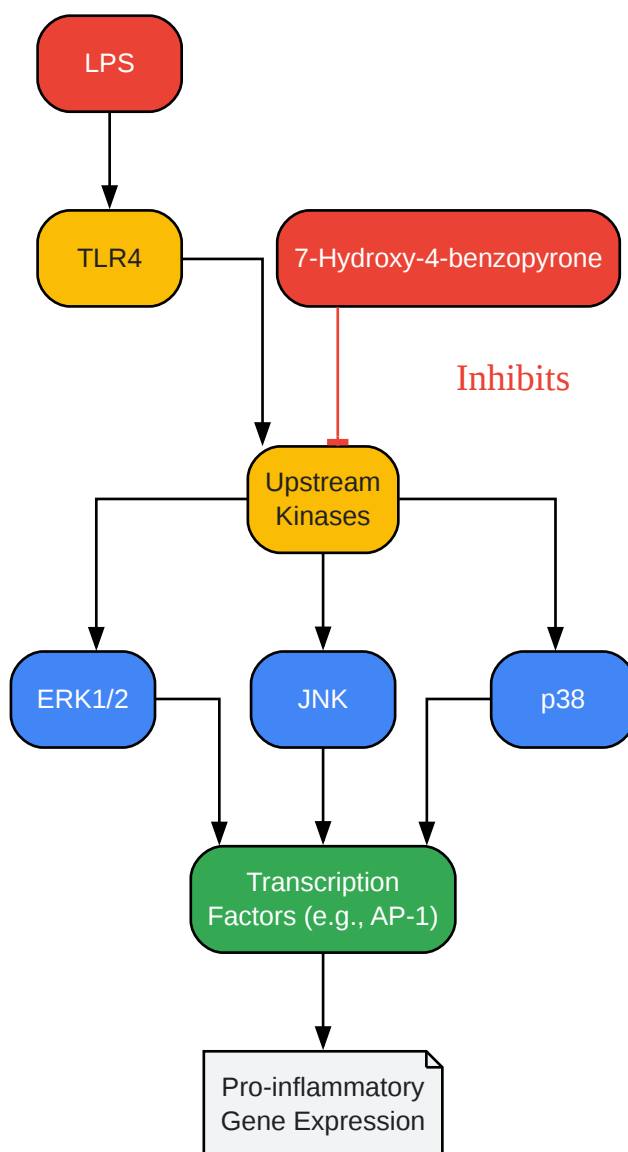 LPS
TLR4
7-Hydroxy-4-benzopyrone
Inhibits
Upstream
Kinases
ERK1/2
JNK
p38
Transcription
Factors (e.g., AP-1)
Pro-inflammatory
Gene Expression